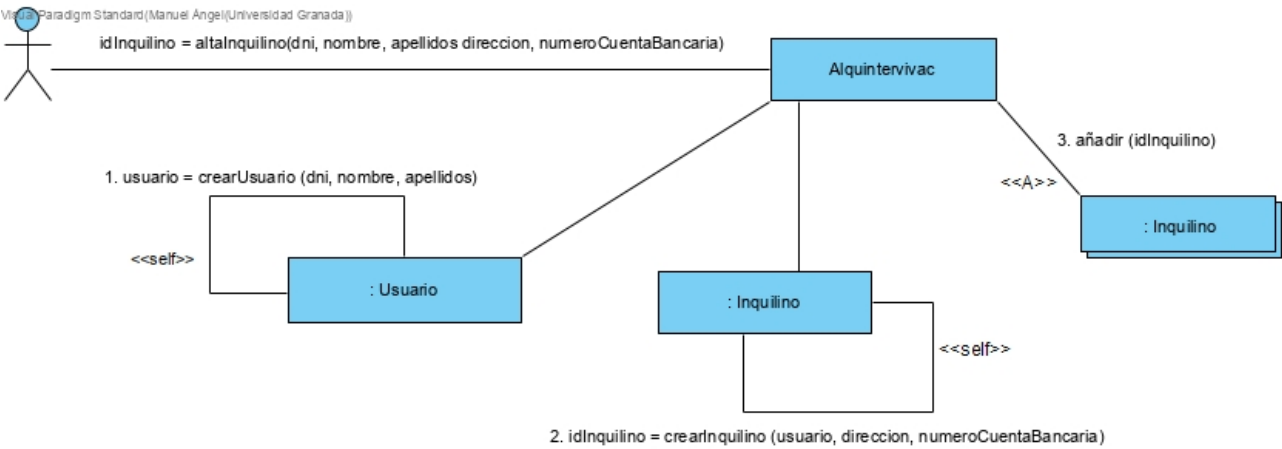 Visual Paradigm Standard(Manuel Ángel(Universidad Granada))
idInquilino = altaInquilino(dni, nombre, apellidos direccion, numeroCuentaBancaria)
Alquintervivac
3. añadir (idInquilino)
<<A>>
: Inquilino
1. usuario = crearUsuario (dni, nombre, apellidos)
<<self>>
: Usuario
: Inquilino
<<self>>
2. idInquilino = crearInquilino (usuario, direccion, numeroCuentaBancaria)